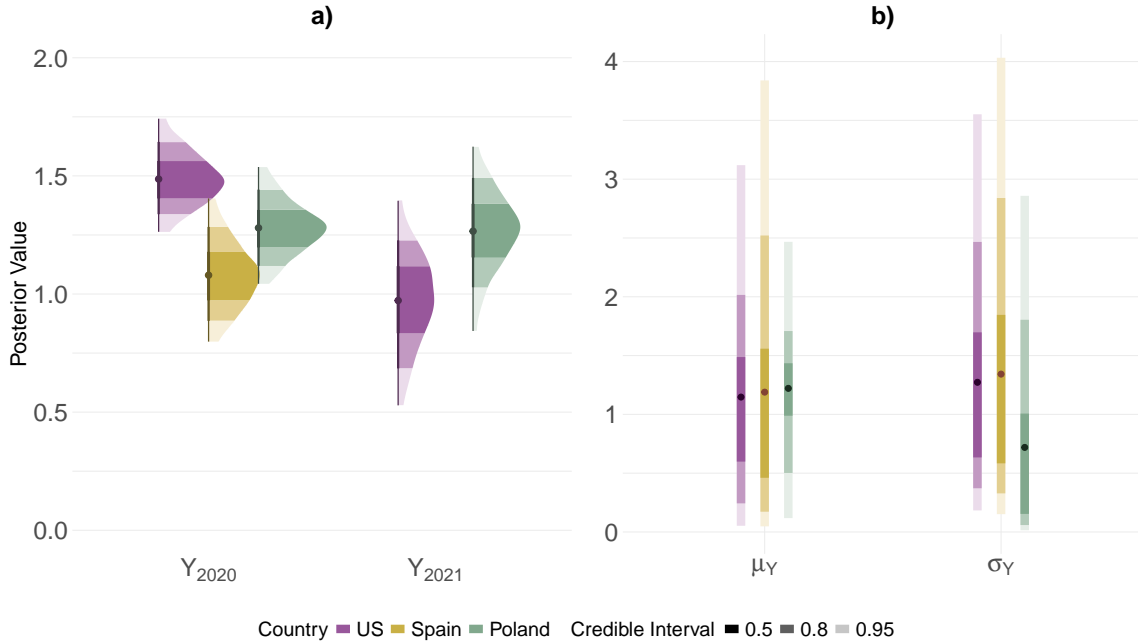 a)
b)
Posterior Value
2.0
1.5
1.0
0.5
0.0
Y2020
Y2021
4
3
2
1
0
μY
σY
Country US Spain Poland Credible Interval 0.5 0.8 0.95